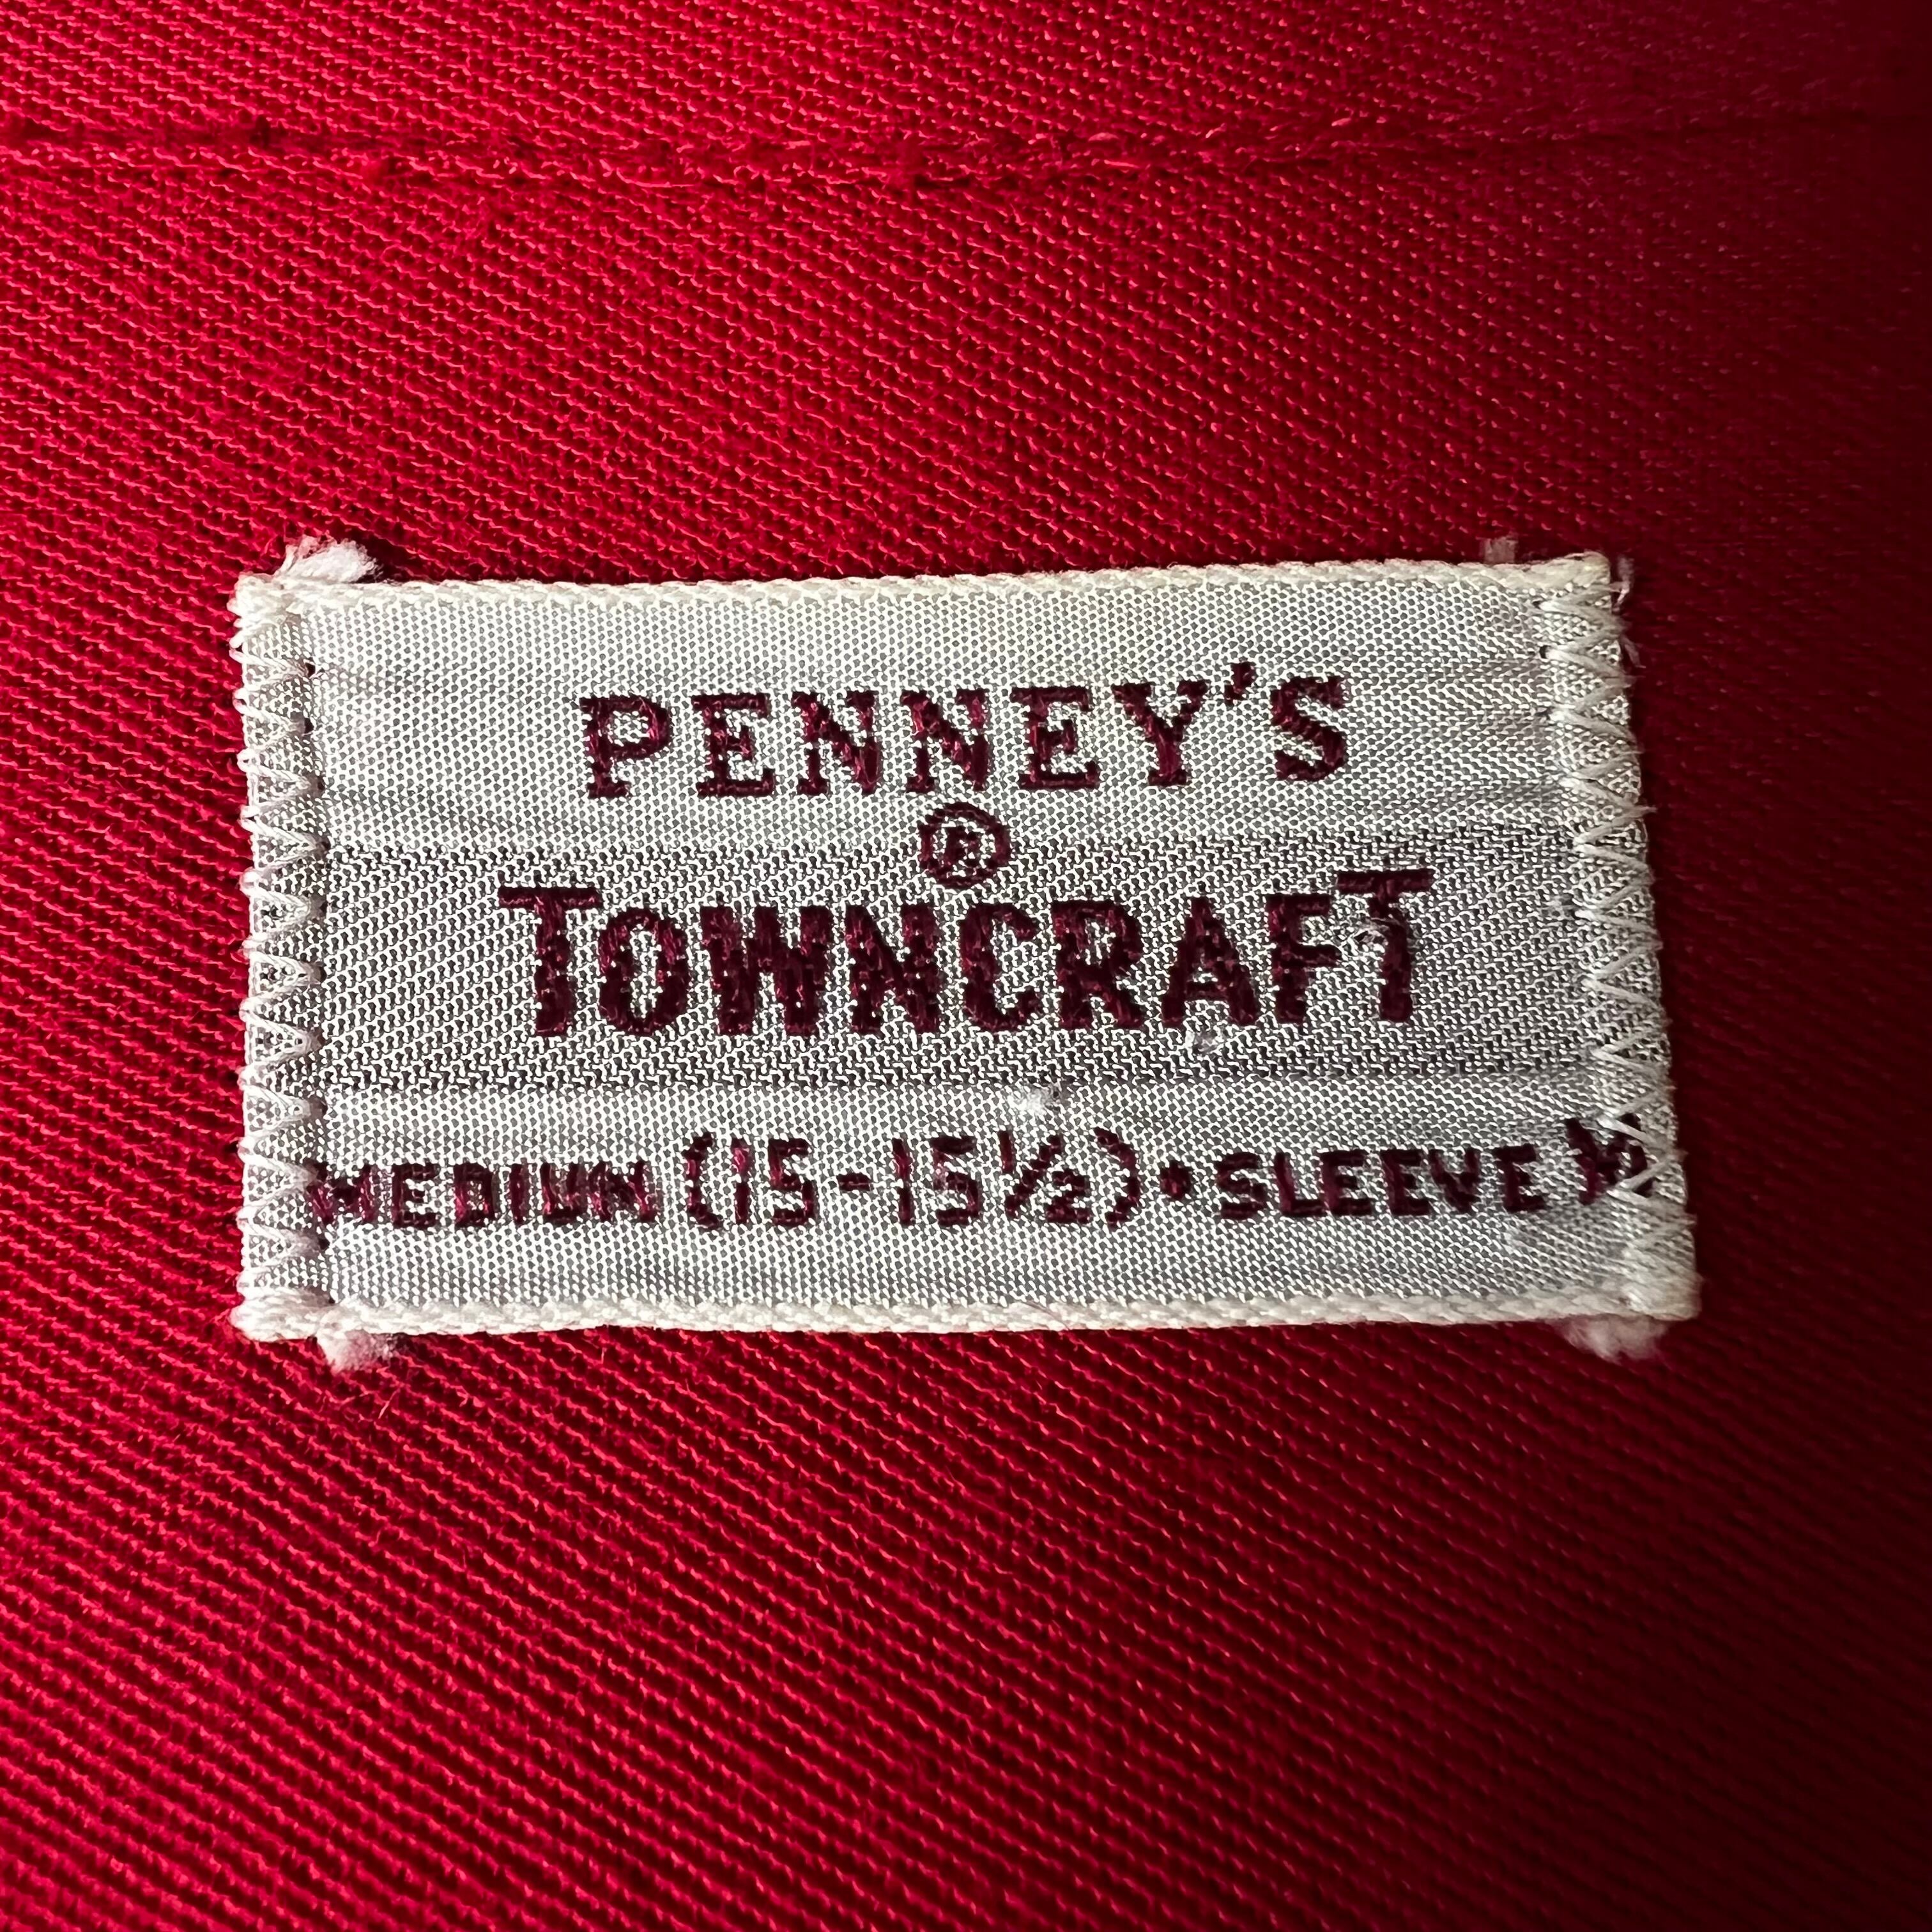 PENNEY'S
®
TOWNCRAFT
MEDIUM (15-15½)•SLEEVE